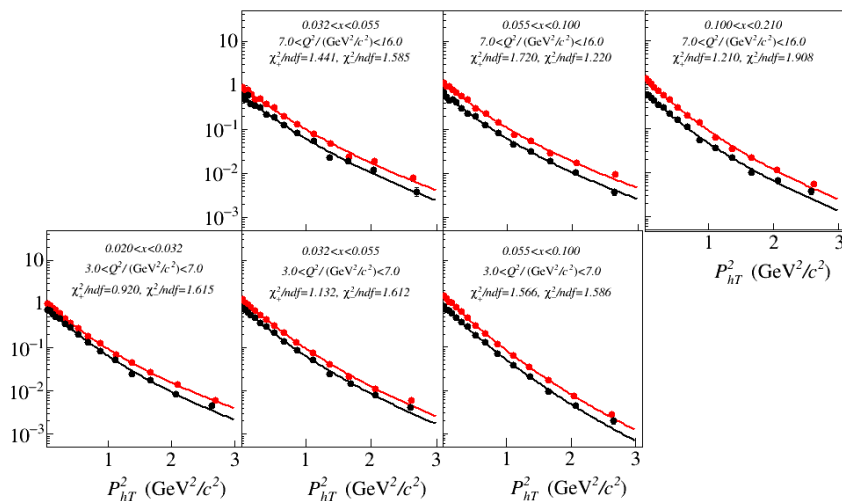 0.032<x<0.055
7.0<Q²/(GeV²/c²)<16.0
χ²₊/ndf=1.441, χ²₋/ndf=1.585
0.055<x<0.100
7.0<Q²/(GeV²/c²)<16.0
χ²₊/ndf=1.720, χ²₋/ndf=1.220
0.100<x<0.210
7.0<Q²/(GeV²/c²)<16.0
χ²₊/ndf=1.210, χ²₋/ndf=1.908
10
1
10⁻¹
10⁻²
10⁻³
1 2 3
P²hT (GeV²/c²)
0.020<x<0.032
3.0<Q²/(GeV²/c²)<7.0
χ²₊/ndf=0.920, χ²₋/ndf=1.615
0.032<x<0.055
3.0<Q²/(GeV²/c²)<7.0
χ²₊/ndf=1.132, χ²₋/ndf=1.612
0.055<x<0.100
3.0<Q²/(GeV²/c²)<7.0
χ²₊/ndf=1.566, χ²₋/ndf=1.586
10
1
10⁻¹
10⁻²
10⁻³
0 1 2 3
1 2 3
1 2 3
P²hT (GeV²/c²)
P²hT (GeV²/c²)
P²hT (GeV²/c²)